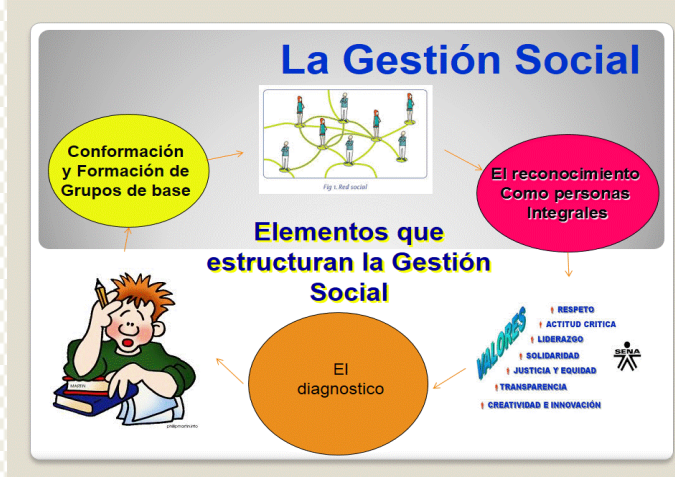 La Gestión Social
Conformación
y Formación de
Grupos de base
Fig 1. Red social
El reconocimiento
Como personas
Integrales
Elementos que
estructuran la Gestión
Social
VALORES
RESPETO
ACTITUD CRITICA
LIDERAZGO
SOLIDARIDAD
JUSTICIA Y EQUIDAD
TRANSPARENCIA
CREATIVIDAD E INNOVACIÓN
SENA
El
diagnostico